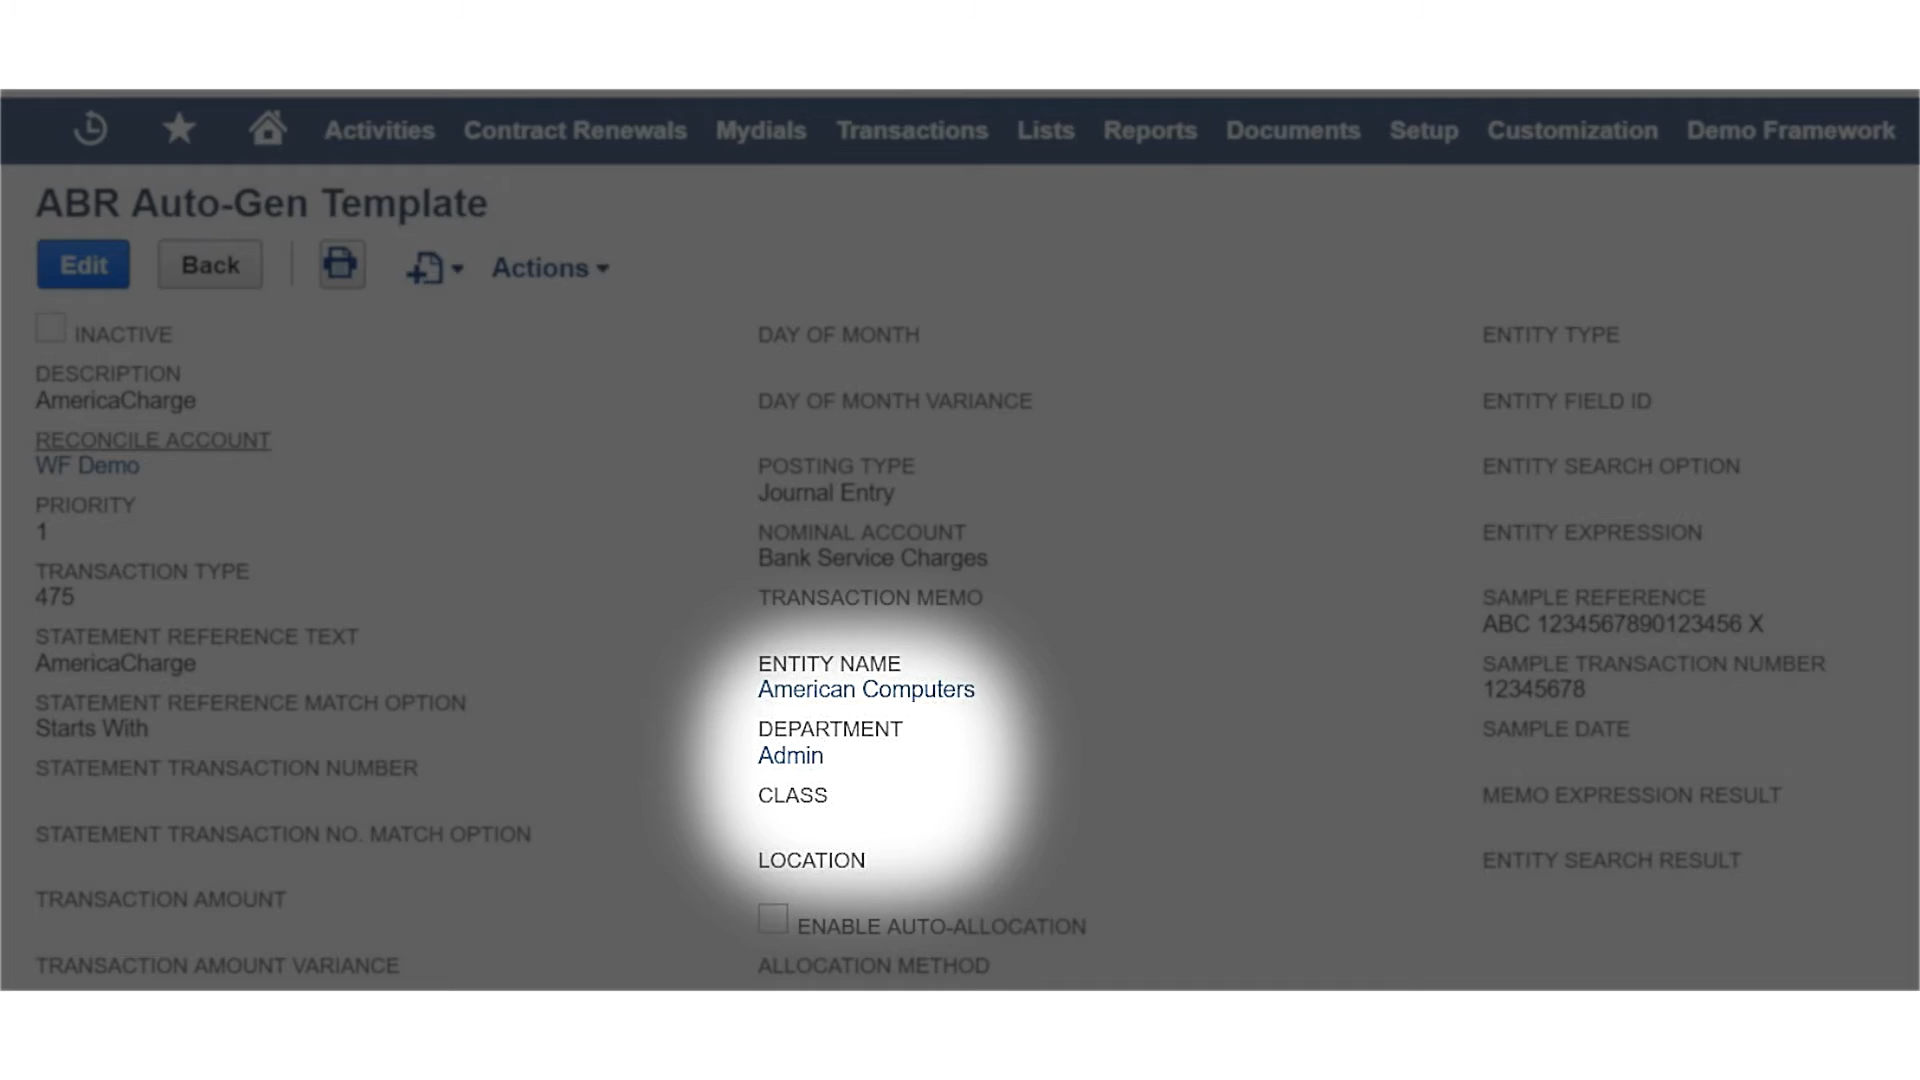 Activities Contract Renewals Mydials Transactions Lists Reports Documents Setup Customization Demo Framework
ABR Auto-Gen Template
Edit Back Actions
INACTIVE
DESCRIPTION
AmericaCharge
RECONCILE ACCOUNT
WF Demo
PRIORITY
1
TRANSACTION TYPE
475
STATEMENT REFERENCE TEXT
AmericaCharge
STATEMENT REFERENCE MATCH OPTION
Starts With
STATEMENT TRANSACTION NUMBER
STATEMENT TRANSACTION NO. MATCH OPTION
TRANSACTION AMOUNT
TRANSACTION AMOUNT VARIANCE
DAY OF MONTH
DAY OF MONTH VARIANCE
POSTING TYPE
Journal Entry
NOMINAL ACCOUNT
Bank Service Charges
TRANSACTION MEMO
ENTITY NAME
American Computers
DEPARTMENT
Admin
CLASS
LOCATION
ENABLE AUTO-ALLOCATION
ALLOCATION METHOD
ENTITY TYPE
ENTITY FIELD ID
ENTITY SEARCH OPTION
ENTITY EXPRESSION
SAMPLE REFERENCE
ABC 1234567890123456 X
SAMPLE TRANSACTION NUMBER
12345678
SAMPLE DATE
MEMO EXPRESSION RESULT
ENTITY SEARCH RESULT